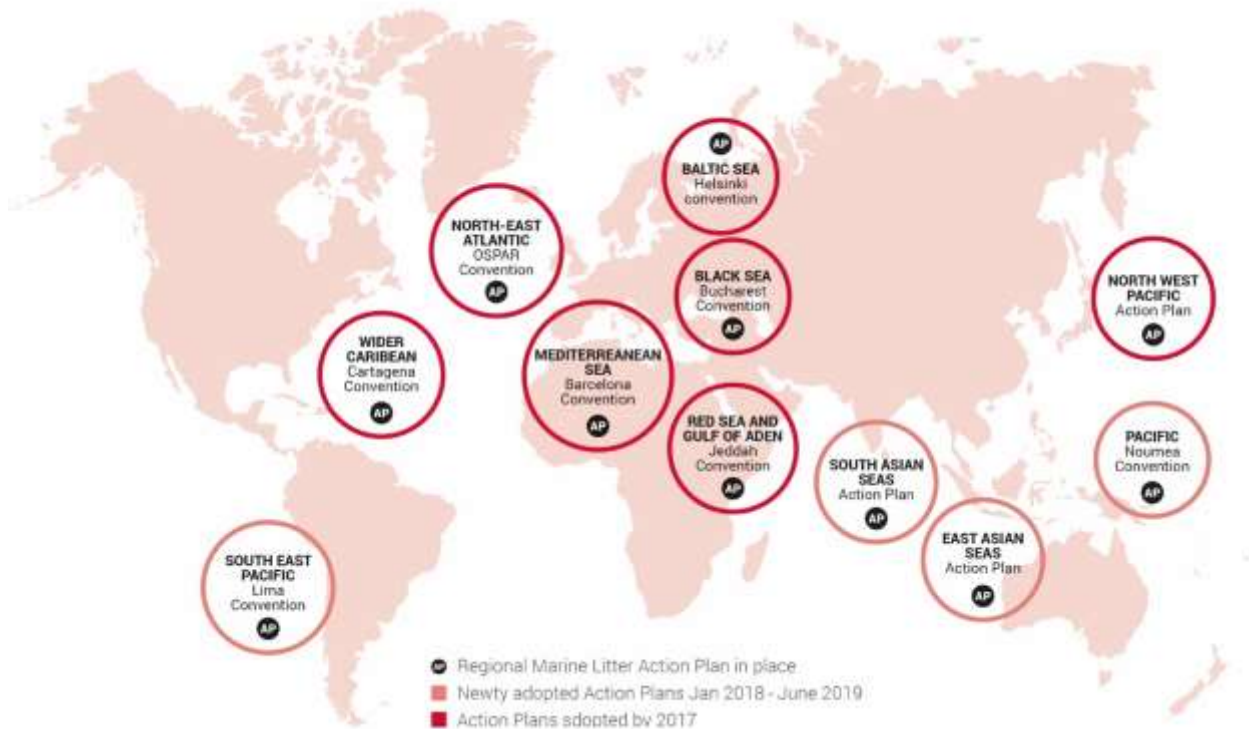 AP
BALTIC SEA
Helsinki
convention
NORTH-EAST
ATLANTIC
OSPAR
Convention
AP
BLACK SEA
Bucharest
Convention
AP
NORTH WEST
PACIFIC
Action Plan
AP
WIDER
CARIBEAN
Cartagena
Convention
AP
MEDITERREANEAN
SEA
Barcelona
Convention
AP
RED SEA AND
GULF OF ADEN
Jeddah
Convention
AP
SOUTH ASIAN
SEAS
Action Plan
AP
PACIFIC
Noumea
Convention
AP
EAST ASIAN
SEAS
Action Plan
AP
SOUTH EAST
PACIFIC
Lima
Convention
AP
AP Regional Marine Litter Action Plan in place
Newly adopted Action Plans Jan 2018 - June 2019
Action Plans sdopted by 2017